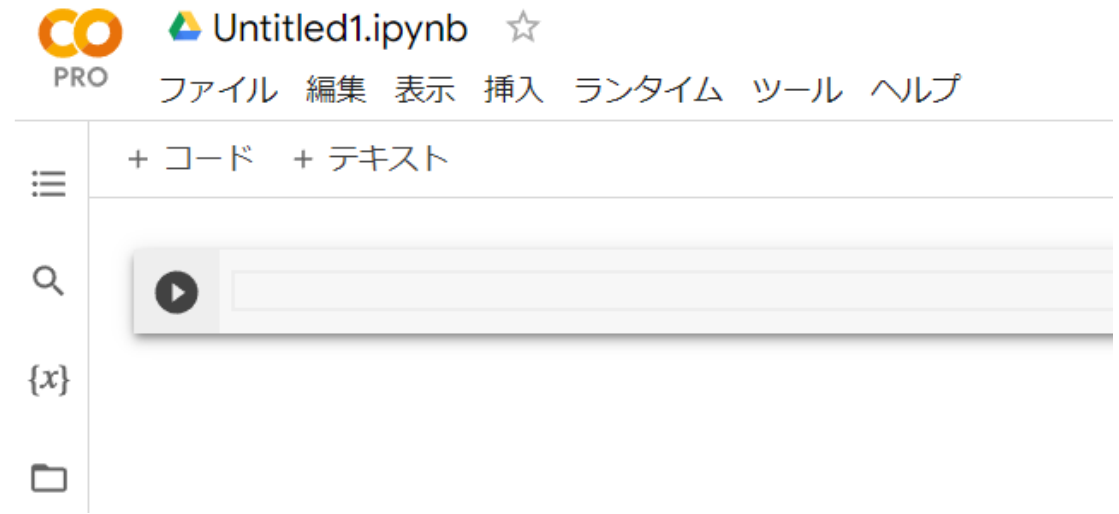 Untitled1.ipynb
PRO
ファイル 編集 表示 挿入 ランタイム ツール ヘルプ
+ コード + テキスト
{x}